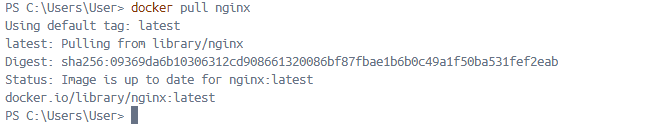 PS C:\Users\User> docker pull nginx
Using default tag: latest
latest: Pulling from library/nginx
Digest: sha256:09369da6b10306312cd908661320086bf87fbae1b6b0c49a1f50ba531fef2eab
Status: Image is up to date for nginx:latest
docker.io/library/nginx:latest
PS C:\Users\User>